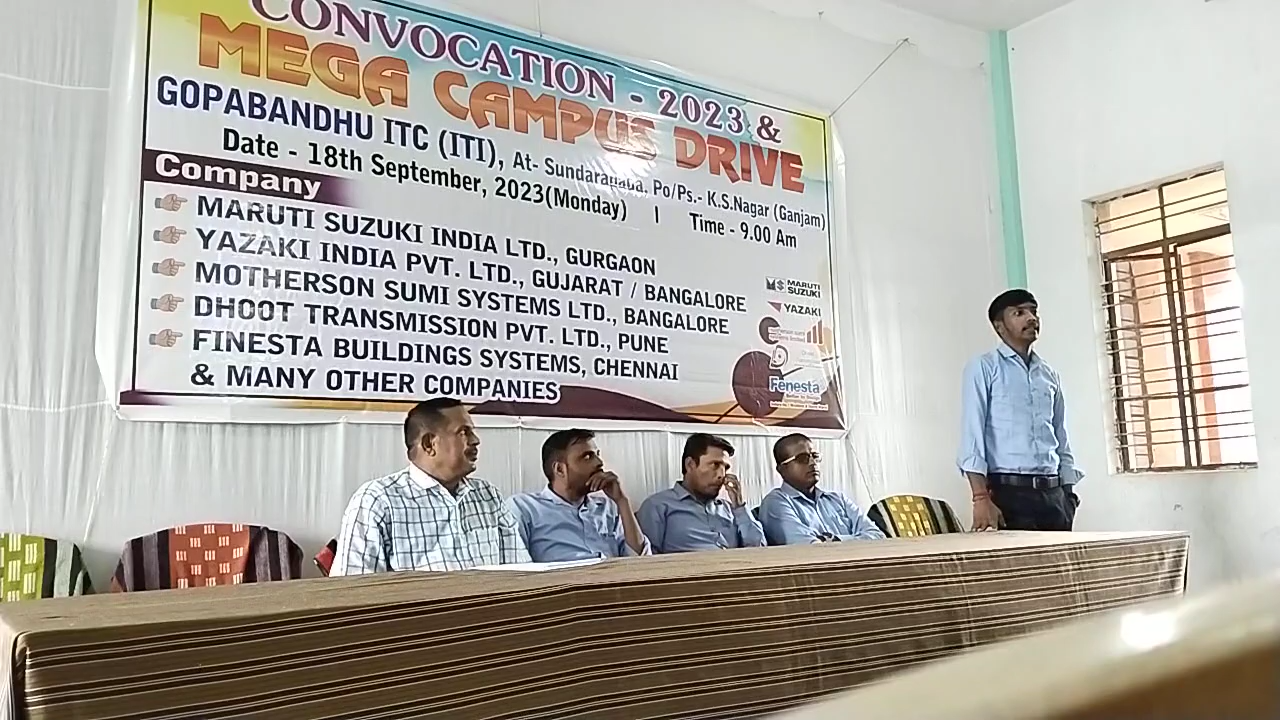 CONVOCATION - 2023 &
MEGA CAMPUS DRIVE
GOPABANDHU ITC (ITI), At- Sundarapada, Po/Ps.- K.S.Nagar (Ganjam)
Date - 18th September, 2023(Monday) | Time - 9.00 Am
Company
MARUTI SUZUKI INDIA LTD., GURGAON
YAZAKI INDIA PVT. LTD., GUJARAT / BANGALORE
MOTHERSON SUMI SYSTEMS LTD., BANGALORE
DHOOT TRANSMISSION PVT. LTD., PUNE
FINESTA BUILDINGS SYSTEMS, CHENNAI
& MANY OTHER COMPANIES
MARUTI
SUZUKI
YAZAKI
Fenesta